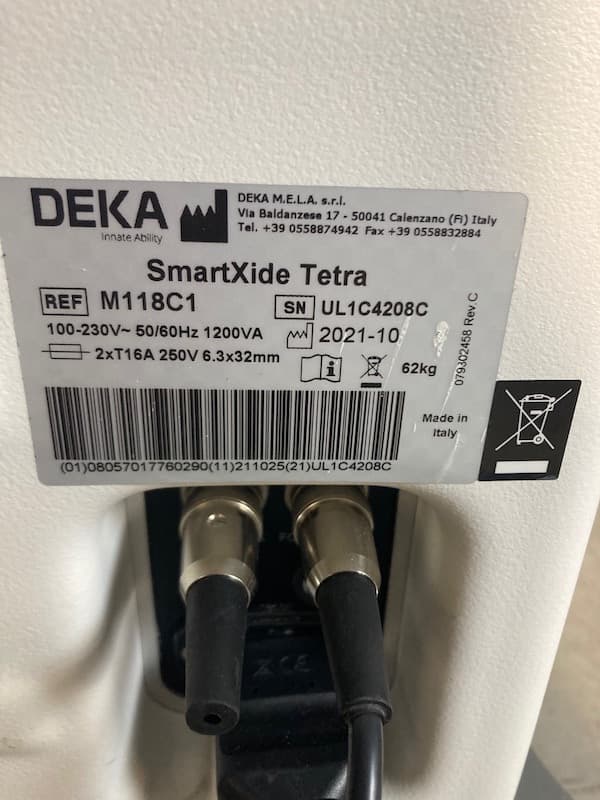 DEKA
Innate Ability
DEKA M.E.L.A. s.r.l.
Via Baldanzese 17 - 50041 Calenzano (Fi) Italy
Tel. +39 0558874942 Fax +39 0558832884
SmartXide Tetra
REF M118C1
SN UL1C4208C
100-230V~ 50/60Hz 1200VA
2021-10
2xT16A 250V 6.3x32mm
i
62kg
079302458 Rev.C
Made in
Italy
(01)08057017760290(11)211025(21)UL1C4208C